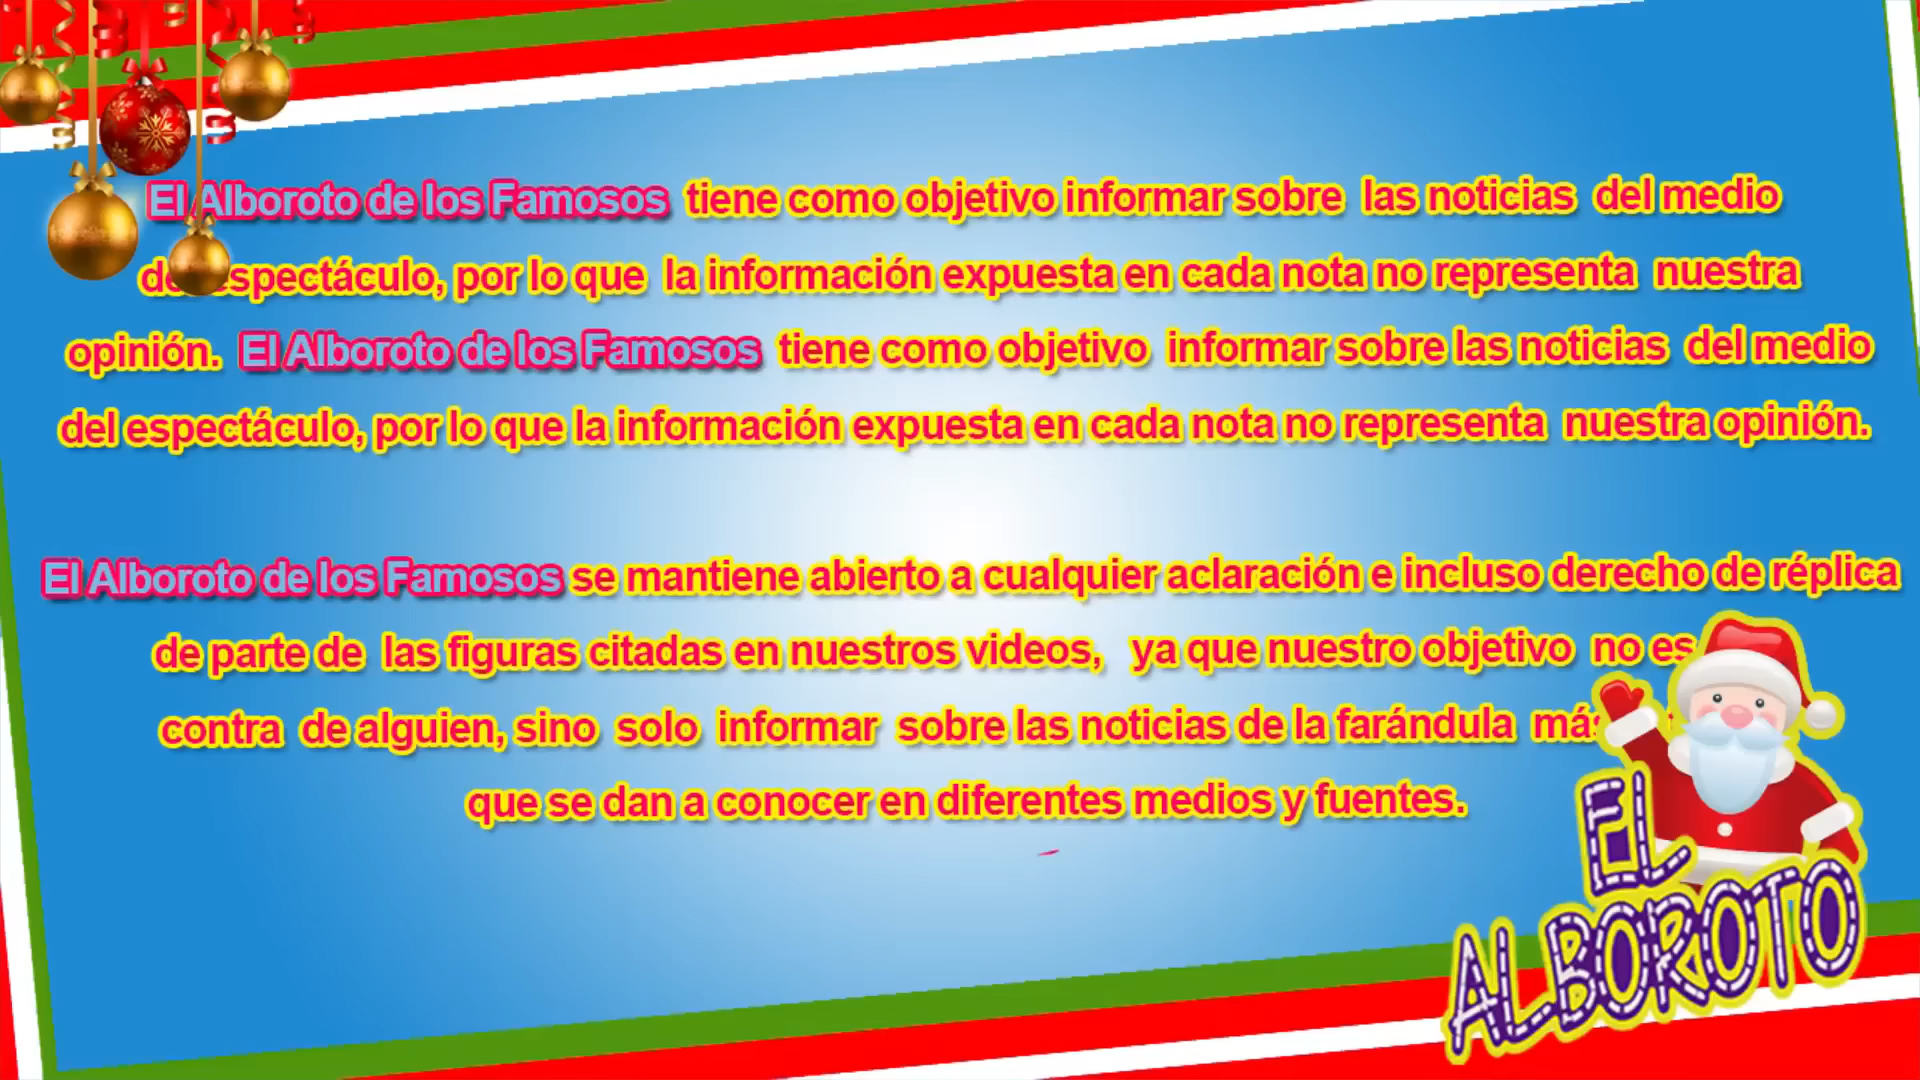 El Alboroto de los Famosos tiene como objetivo informar sobre las noticias del medio
espectáculo, por lo que la información expuesta en cada nota no representa nuestra
opinión. El Alboroto de los Famosos tiene como objetivo informar sobre las noticias del medio
del espectáculo, por lo que la información expuesta en cada nota no representa nuestra opinión.
El Alboroto de los Famosos se mantiene abierto a cualquier aclaración e incluso derecho de réplica
de parte de las figuras citadas en nuestros videos, ya que nuestro objetivo no es
contra de alguien, sino solo informar sobre las noticias de la farándula más
que se dan a conocer en diferentes medios y fuentes.
EL
ALBOROTO